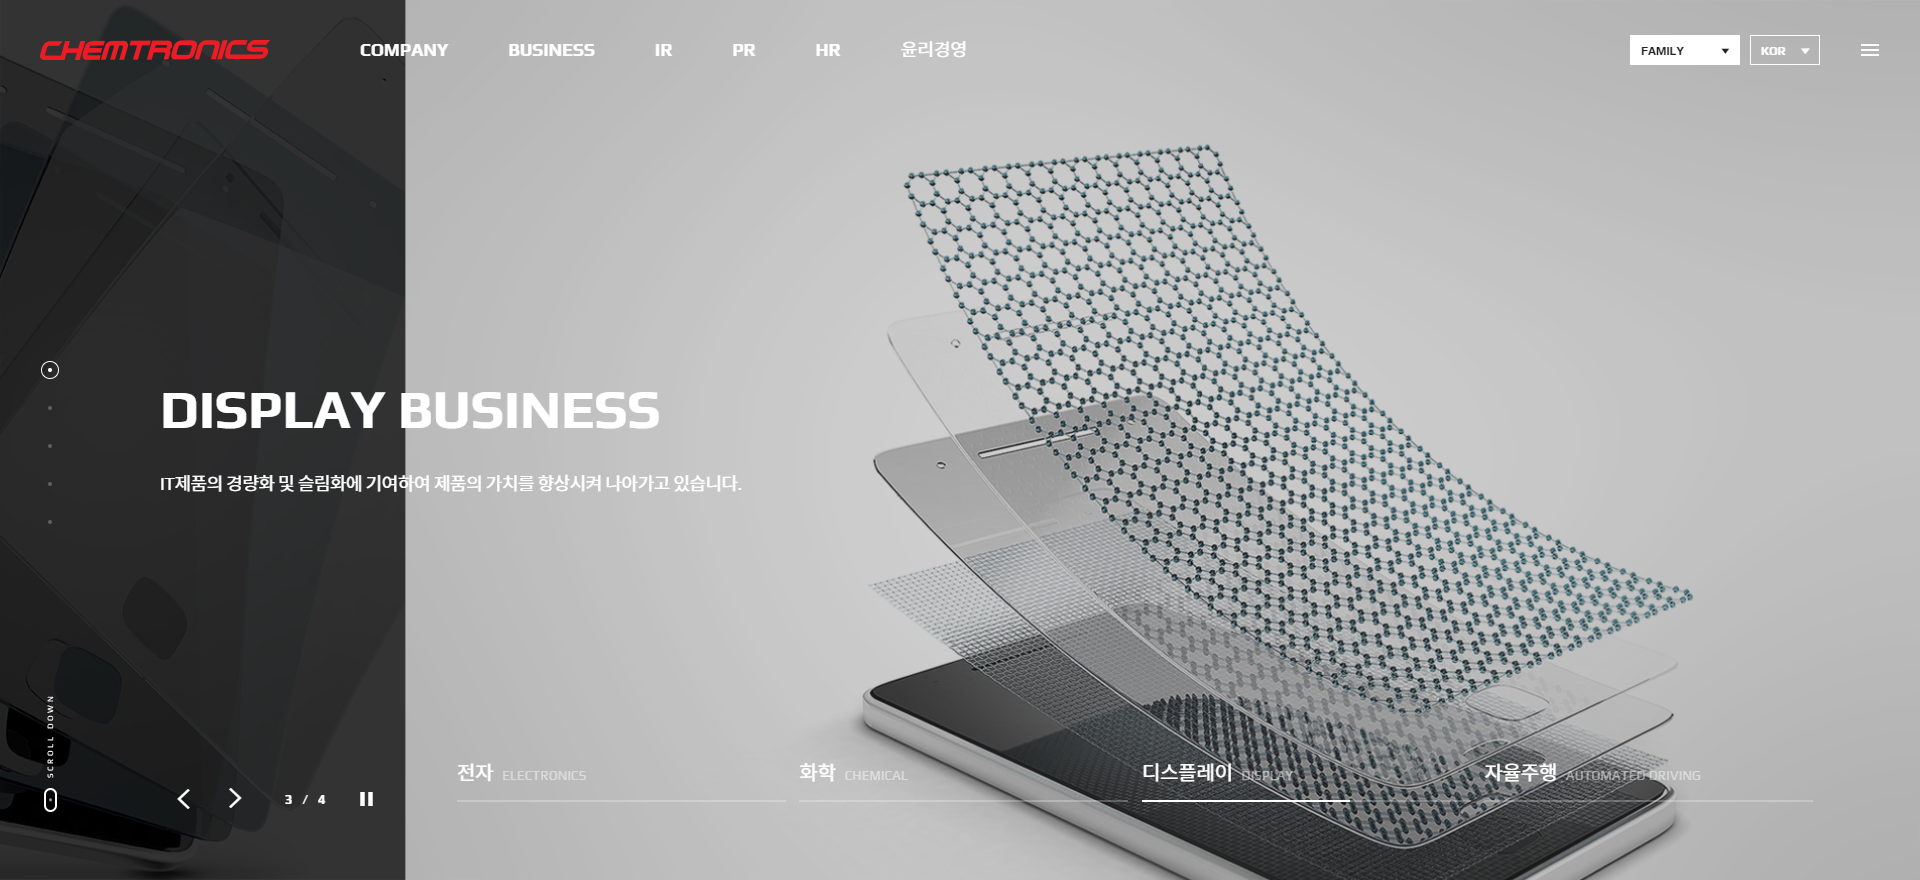 CHEMTRONICS
COMPANY BUSINESS IR PR HR 윤리경영
FAMILY KOR
DISPLAY BUSINESS
IT제품의 경량화 및 슬림화에 기여하여 제품의 가치를 향상시켜 나아가고 있습니다.
SCROLL DOWN
전자 ELECTRONICS
화학 CHEMICAL
디스플레이 DISPLAY
자율주행 AUTOMATED DRIVING
3 / 4